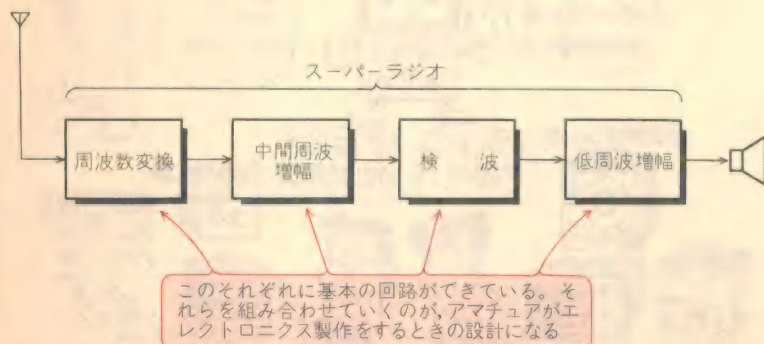 スーパーラジオ
周波数変換
中間周波
増幅
検　波
低周波増幅
このそれぞれに基本の回路ができている。そ
れらを組み合わせていくのが,アマチュアがエ
レクトロニクス製作をするときの設計になる